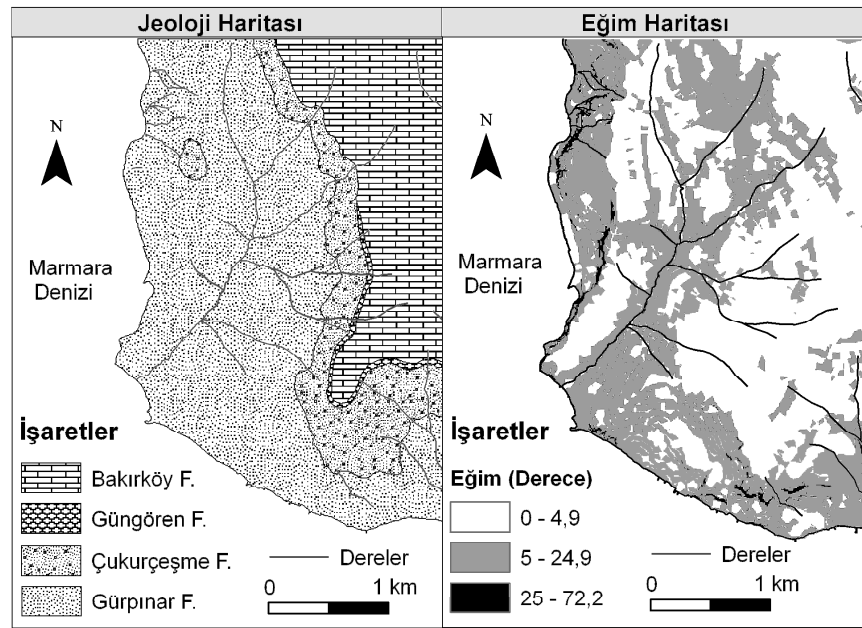 Jeoloji Haritası
N
Marmara
Denizi
İşaretler
Bakırköy F.
Güngören F.
Çukurçeşme F.
Gürpınar F.
Dereler
0 1 km
Eğim Haritası
N
Marmara
Denizi
İşaretler
Eğim (Derece)
0 - 4,9
5 - 24,9
25 - 72,2
Dereler
0 1 km